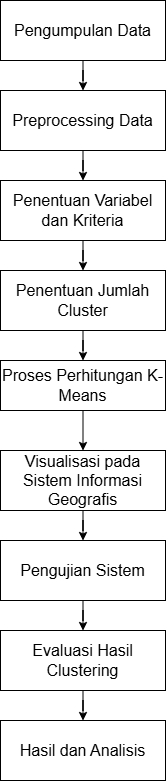 Pengumpulan Data
Preprocessing Data
Penentuan Variabel
dan Kriteria
Penentuan Jumlah
Cluster
Proses Perhitungan K-
Means
Visualisasi pada
Sistem Informasi
Geografis
Pengujian Sistem
Evaluasi Hasil
Clustering
Hasil dan Analisis